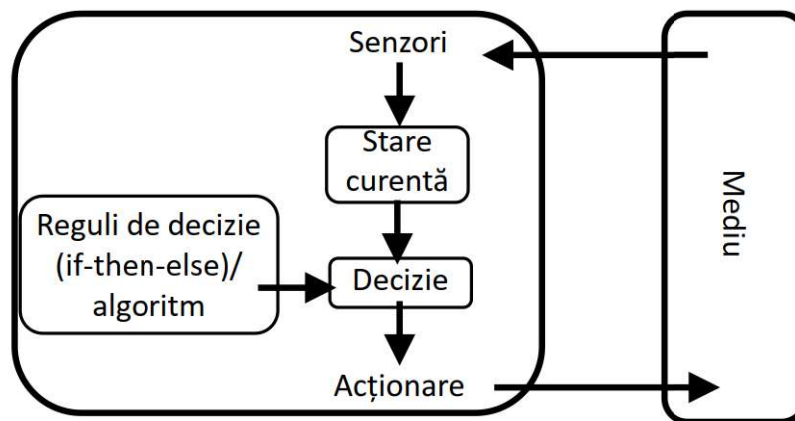 Senzori
Stare
curentă
Reguli de decizie
(if-then-else)/
algoritm
Decizie
Acționare
Mediu